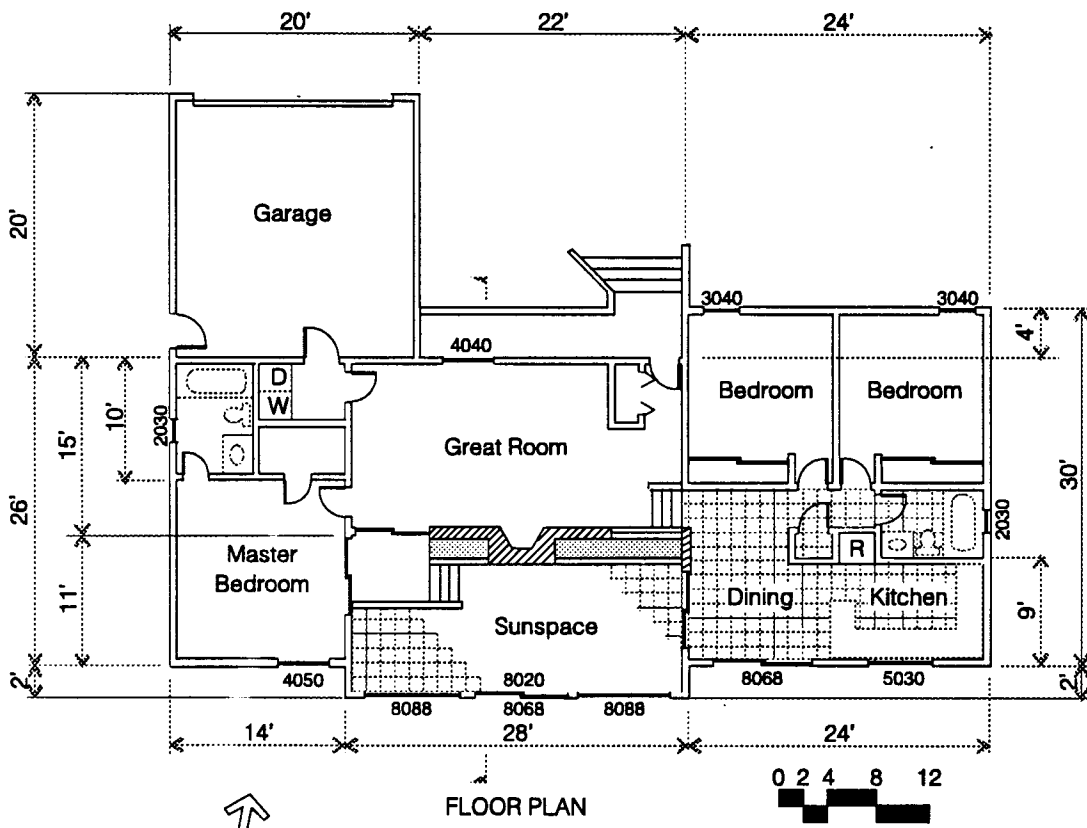 20' 22' 24'
Garage
20'
3040 3040
4'
4040
D
W
Bedroom Bedroom
10'
2030
15'
Great Room
26'
30'
2030
R
Master
Bedroom
11'
Dining Kitchen
9'
Sunspace
2'
4050
8020
8068 5030
2'
8088 8068 8088
14' 28' 24'
0 2 4 8 12
FLOOR PLAN